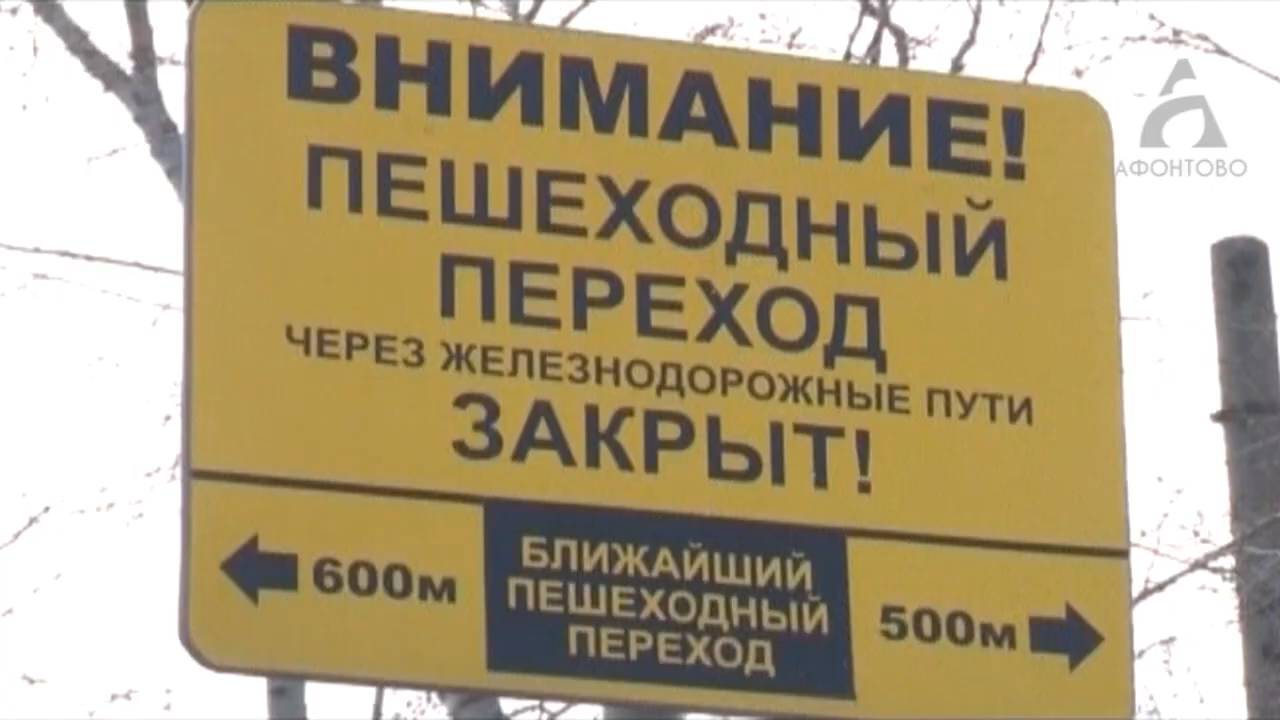 ВНИМАНИЕ!
ПЕШЕХОДНЫЙ
ПЕРЕХОД
ЧЕРЕЗ ЖЕЛЕЗНОДОРОЖНЫЕ ПУТИ
ЗАКРЫТ!
600м
БЛИЖАЙШИЙ
ПЕШЕХОДНЫЙ
ПЕРЕХОД
500м
АФОНТОВО